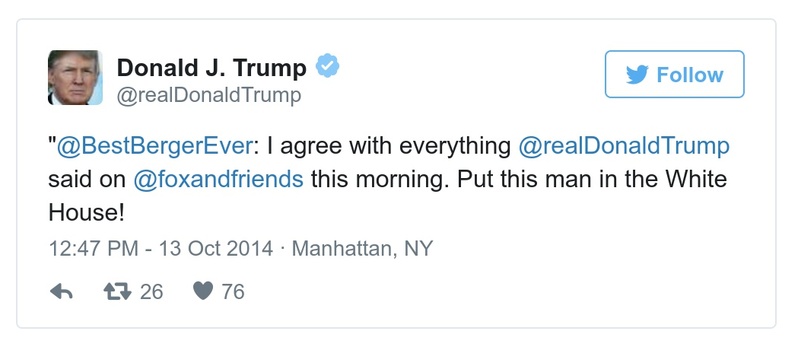 Donald J. Trump
Follow
@realDonaldTrump
"@BestBergerEver: I agree with everything @realDonaldTrump
said on @foxandfriends this morning. Put this man in the White
House!
12:47 PM - 13 Oct 2014 · Manhattan, NY
26 76